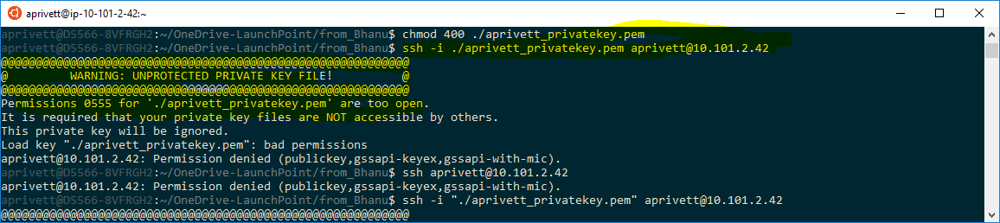 aprivett@ip-10-101-2-42:~
aprivett@D5566-8VFRGH2:~/OneDrive-LaunchPoint/from_Bhanu$ chmod 400 ./aprivett_privatekey.pem
aprivett@D5566-8VFRGH2:~/OneDrive-LaunchPoint/from_Bhanu$ ssh -i ./aprivett_privatekey.pem aprivett@10.101.2.42
@@@@@@@@@@@@@@@@@@@@@@@@@@@@@@@@@@@@@@@@@@@@@@@@@@@@@@@@@@@
@         WARNING: UNPROTECTED PRIVATE KEY FILE!          @
@@@@@@@@@@@@@@@@@@@@@@@@@@@@@@@@@@@@@@@@@@@@@@@@@@@@@@@@@@@
Permissions 0555 for './aprivett_privatekey.pem' are too open.
It is required that your private key files are NOT accessible by others.
This private key will be ignored.
Load key "./aprivett_privatekey.pem": bad permissions
aprivett@10.101.2.42: Permission denied (publickey,gssapi-keyex,gssapi-with-mic).
aprivett@D5566-8VFRGH2:~/OneDrive-LaunchPoint/from_Bhanu$ ssh aprivett@10.101.2.42
aprivett@10.101.2.42: Permission denied (publickey,gssapi-keyex,gssapi-with-mic).
aprivett@D5566-8VFRGH2:~/OneDrive-LaunchPoint/from_Bhanu$ ssh -i "./aprivett_privatekey.pem" aprivett@10.101.2.42
@@@@@@@@@@@@@@@@@@@@@@@@@@@@@@@@@@@@@@@@@@@@@@@@@@@@@@@@@@@